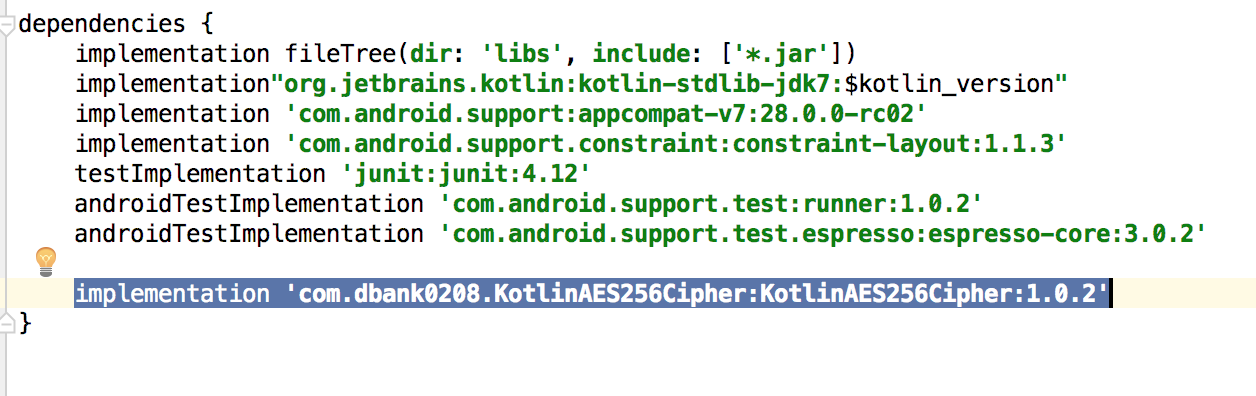 dependencies {
    implementation fileTree(dir: 'libs', include: ['*.jar'])
    implementation"org.jetbrains.kotlin:kotlin-stdlib-jdk7:$kotlin_version"
    implementation 'com.android.support:appcompat-v7:28.0.0-rc02'
    implementation 'com.android.support.constraint:constraint-layout:1.1.3'
    testImplementation 'junit:junit:4.12'
    androidTestImplementation 'com.android.support.test:runner:1.0.2'
    androidTestImplementation 'com.android.support.test.espresso:espresso-core:3.0.2'
    implementation 'com.dbank0208.KotlinAES256Cipher:KotlinAES256Cipher:1.0.2'
}